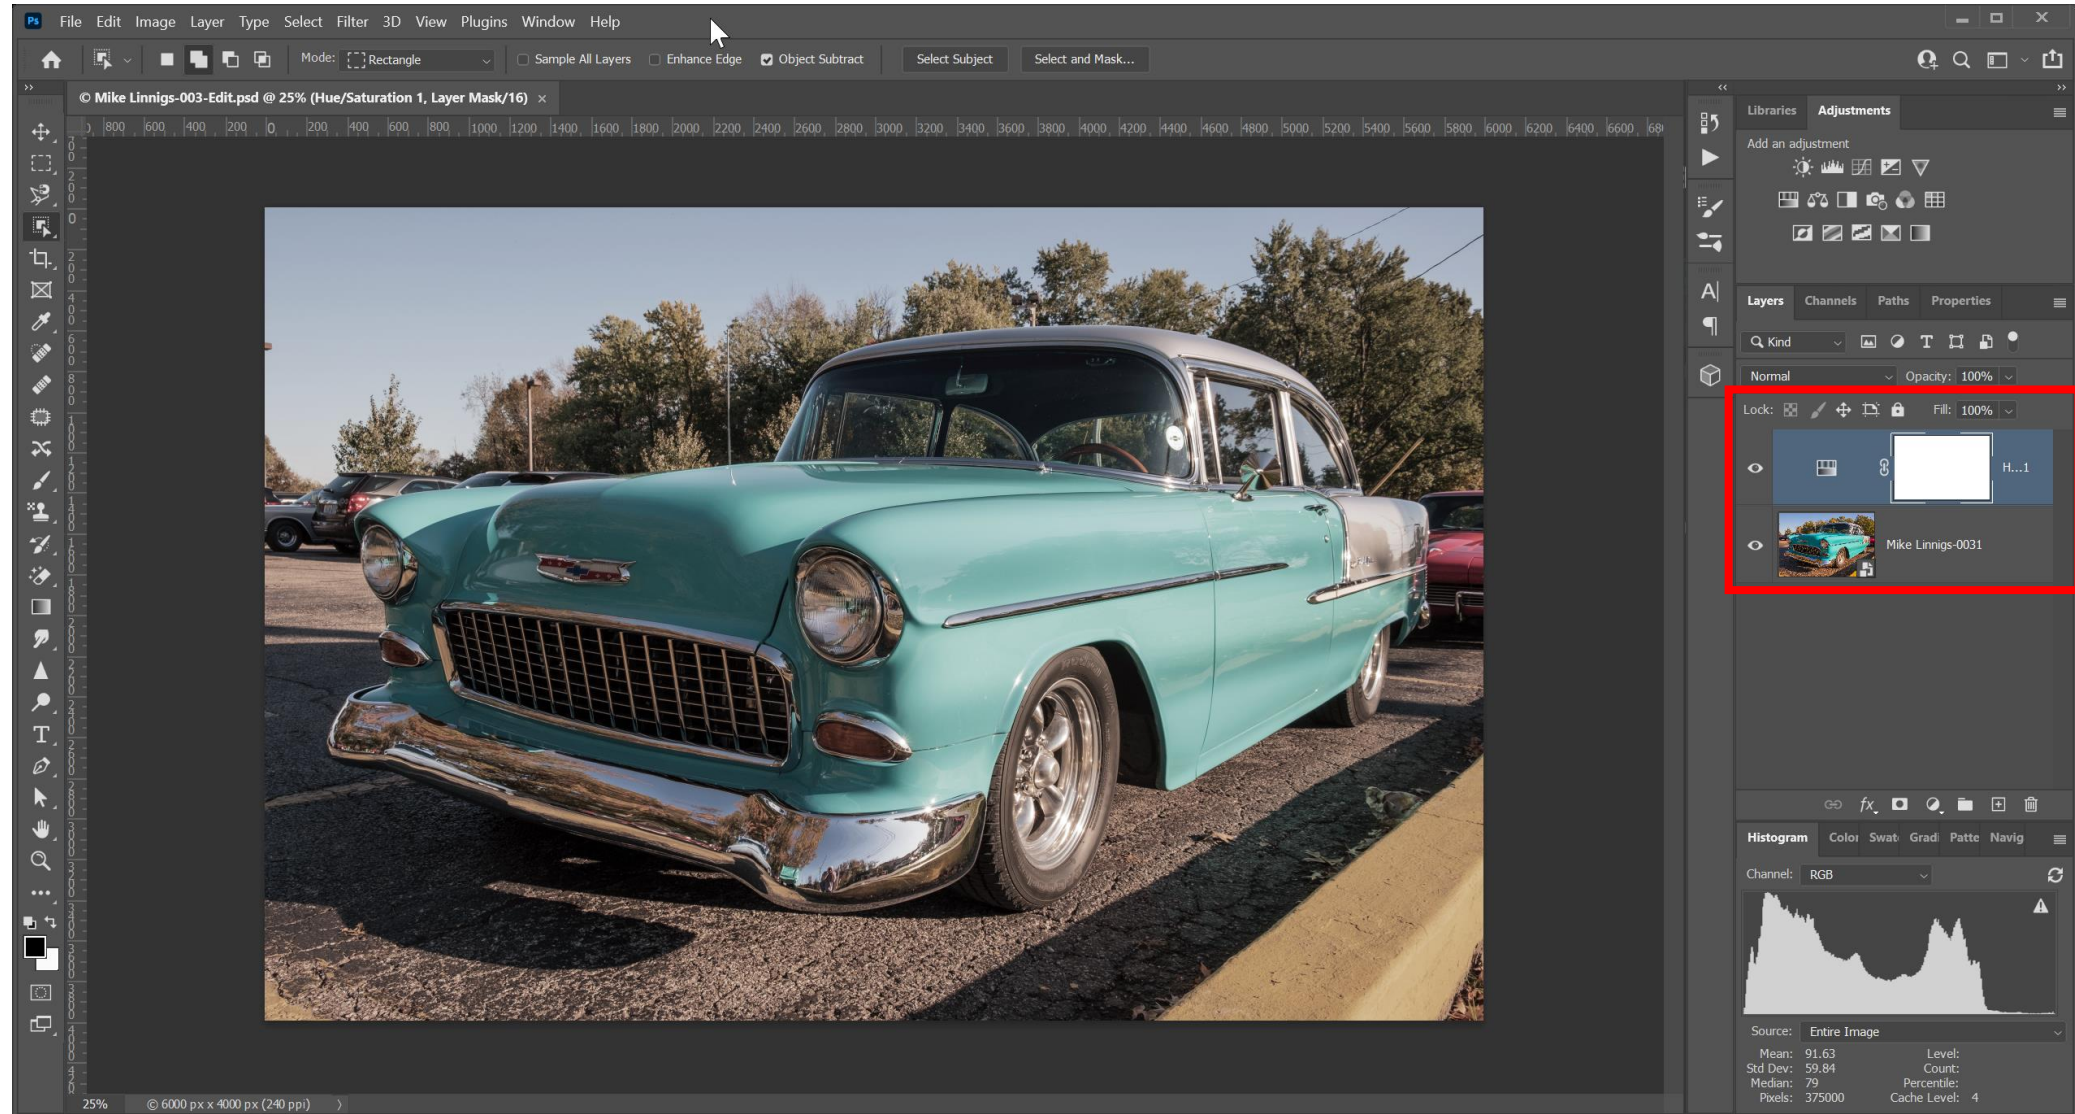 Ps File Edit Image Layer Type Select Filter 3D View Plugins Window Help
Mode: Rectangle Sample All Layers Enhance Edge Object Subtract Select Subject Select and Mask...
© Mike Linnigs-003-Edit.psd @ 25% (Hue/Saturation 1, Layer Mask/16) ×
800 600 400 200 0 200 400 600 800 1000 1200 1400 1600 1800 2000 2200 2400 2600 2800 3000 3200 3400 3600 3800 4000 4200 4400 4600 4800 5000 5200 5400 5600 5800 6000 6200 6400 6600
Libraries Adjustments
Add an adjustment
Layers Channels Paths Properties
Kind
Normal Opacity: 100%
Lock: Fill: 100%
H...1
Mike Linnigs-0031
fx
Histogram Color Swat Gradi Patte Navig
Channel: RGB
Source: Entire Image
Mean: 91.63 Level:
Std Dev: 59.84 Count:
Median: 79 Percentile:
Pixels: 375000 Cache Level: 4
25% © 6000 px x 4000 px (240 ppi)